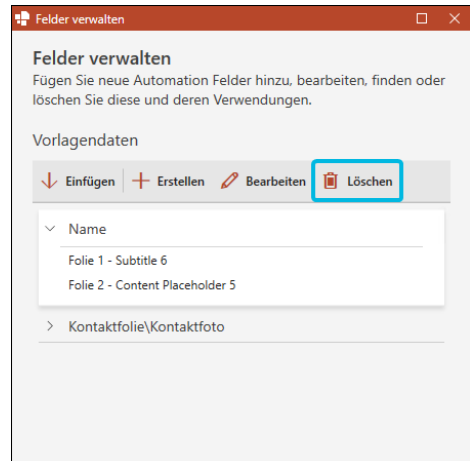 Felder verwalten
Felder verwalten
Fügen Sie neue Automation Felder hinzu, bearbeiten, finden oder
löschen Sie diese und deren Verwendungen.
Vorlagendaten
Einfügen Erstellen Bearbeiten Löschen
Name
Folie 1 - Subtitle 6
Folie 2 - Content Placeholder 5
Kontaktfolie\Kontaktfoto